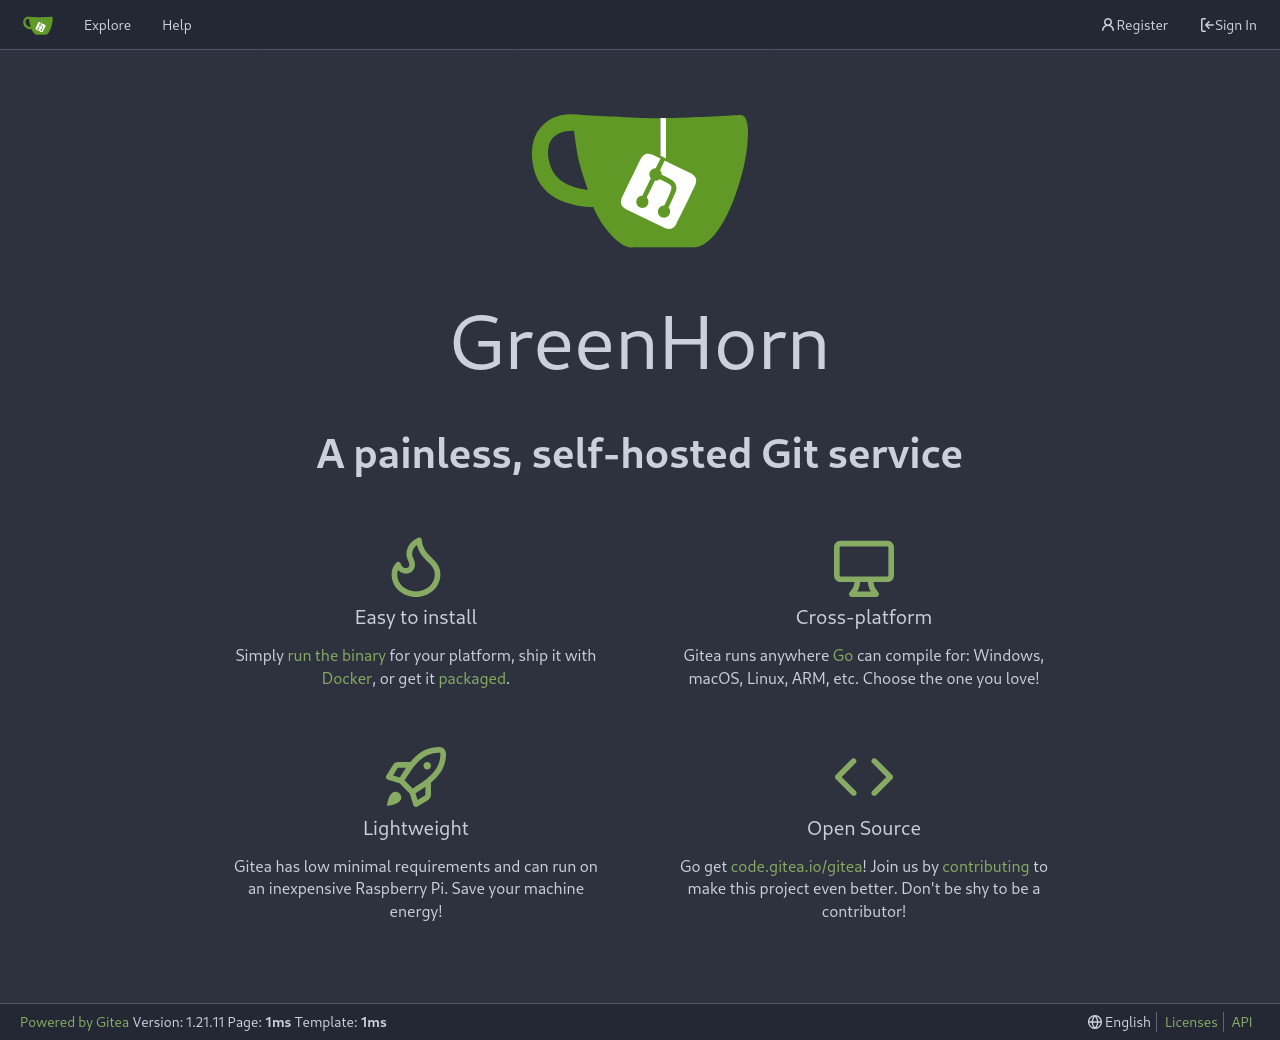 Explore Help Register Sign In
GreenHorn
A painless, self-hosted Git service
Easy to install
Simply run the binary for your platform, ship it with
Docker, or get it packaged.
Cross-platform
Gitea runs anywhere Go can compile for: Windows,
macOS, Linux, ARM, etc. Choose the one you love!
Lightweight
Gitea has low minimal requirements and can run on
an inexpensive Raspberry Pi. Save your machine
energy!
Open Source
Go get code.gitea.io/gitea! Join us by contributing to
make this project even better. Don't be shy to be a
contributor!
Powered by Gitea Version: 1.21.11 Page: 1ms Template: 1ms English Licenses API